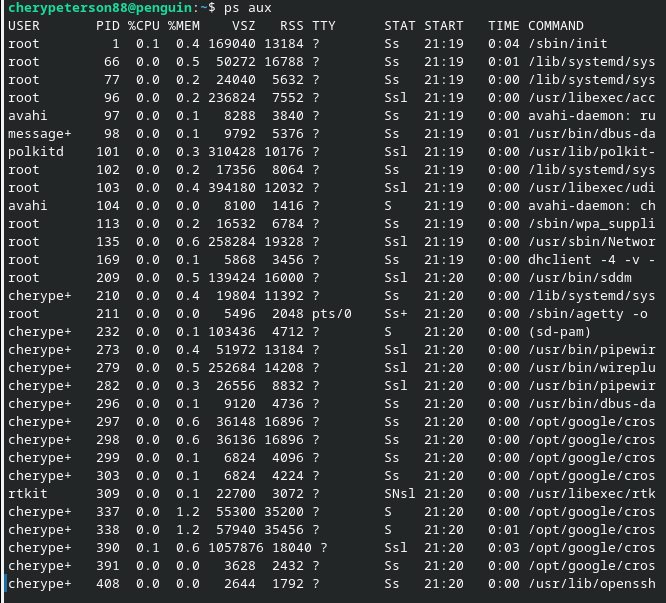 cherypeterson88@penguin:~$ ps aux
USER PID %CPU %MEM VSZ RSS TTY STAT START TIME COMMAND
root 1 0.1 0.4 169040 13184 ? Ss 21:19 0:04 /sbin/init
root 66 0.0 0.5 50272 16788 ? Ss 21:19 0:01 /lib/systemd/sys
root 77 0.0 0.2 24040 5632 ? Ss 21:19 0:00 /lib/systemd/sys
root 96 0.0 0.2 236824 7552 ? Ssl 21:19 0:00 /usr/libexec/acc
avahi 97 0.0 0.1 8288 3840 ? Ss 21:19 0:00 avahi-daemon: ru
message+ 98 0.0 0.1 9792 5376 ? Ss 21:19 0:01 /usr/bin/dbus-da
polkitd 101 0.0 0.3 310428 10176 ? Ssl 21:19 0:00 /usr/lib/polkit-
root 102 0.0 0.2 17356 8064 ? Ss 21:19 0:00 /lib/systemd/sys
root 103 0.0 0.4 394180 12032 ? Ssl 21:19 0:00 /usr/libexec/udi
avahi 104 0.0 0.0 8100 1416 ? S 21:19 0:00 avahi-daemon: ch
root 113 0.0 0.2 16532 6784 ? Ss 21:19 0:00 /sbin/wpa_suppli
root 135 0.0 0.6 258284 19328 ? Ssl 21:19 0:00 /usr/sbin/Networ
root 169 0.0 0.1 5868 3456 ? Ss 21:19 0:00 dhclient -4 -v -
root 209 0.0 0.5 139424 16000 ? Ssl 21:20 0:00 /usr/bin/sddm
cherype+ 210 0.0 0.4 19804 11392 ? Ss 21:20 0:00 /lib/systemd/sys
root 211 0.0 0.0 5496 2048 pts/0 Ss+ 21:20 0:00 /sbin/agetty -o
cherype+ 232 0.0 0.1 103436 4712 ? S 21:20 0:00 (sd-pam)
cherype+ 273 0.0 0.4 51972 13184 ? Ssl 21:20 0:00 /usr/bin/pipewir
cherype+ 279 0.0 0.5 252684 14208 ? Ssl 21:20 0:00 /usr/bin/wireplu
cherype+ 282 0.0 0.3 26556 8832 ? Ssl 21:20 0:00 /usr/bin/pipewir
cherype+ 296 0.0 0.1 9120 4736 ? Ss 21:20 0:00 /usr/bin/dbus-da
cherype+ 297 0.0 0.6 36148 16896 ? Ss 21:20 0:00 /opt/google/cros
cherype+ 298 0.0 0.6 36136 16896 ? Ss 21:20 0:00 /opt/google/cros
cherype+ 299 0.0 0.1 6824 4096 ? Ss 21:20 0:00 /opt/google/cros
cherype+ 303 0.0 0.1 6824 4224 ? Ss 21:20 0:00 /opt/google/cros
rtkit 309 0.0 0.1 22700 3072 ? SNsl 21:20 0:00 /usr/libexec/rtk
cherype+ 337 0.0 1.2 55300 35200 ? S 21:20 0:00 /opt/google/cros
cherype+ 338 0.0 1.2 57940 35456 ? S 21:20 0:01 /opt/google/cros
cherype+ 390 0.1 0.6 1057876 18040 ? Ssl 21:20 0:03 /opt/google/cros
cherype+ 391 0.0 0.0 3628 2432 ? Ss 21:20 0:00 /opt/google/cros
cherype+ 408 0.0 0.0 2644 1792 ? Ss 21:20 0:00 /usr/lib/openssh